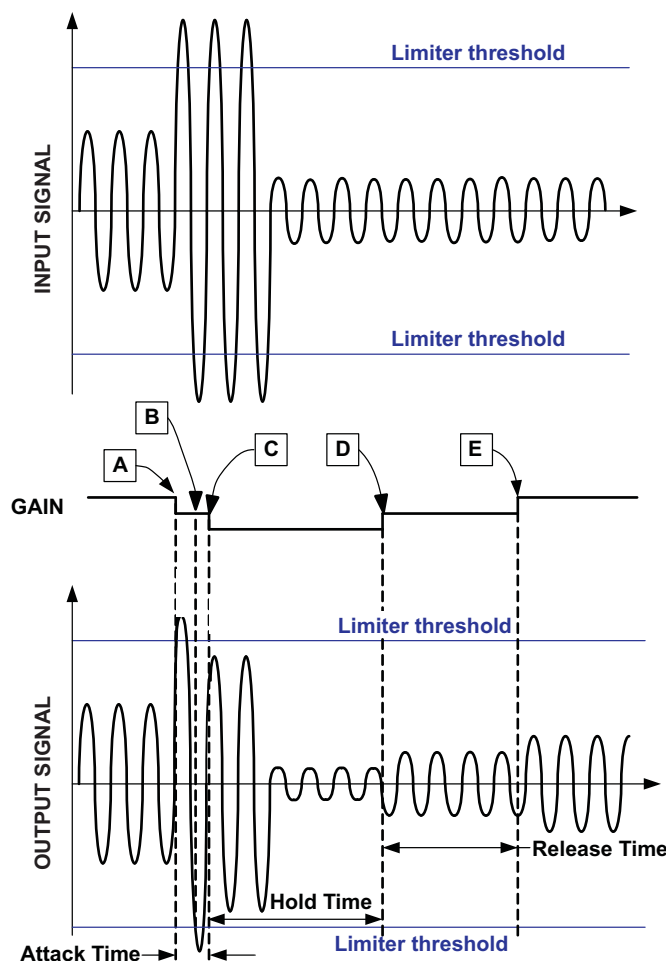 Limiter threshold
INPUT SIGNAL
Limiter threshold
B
A
C
D
E
GAIN
Limiter threshold
OUTPUT SIGNAL
Release Time
Hold Time
Attack Time
Limiter threshold